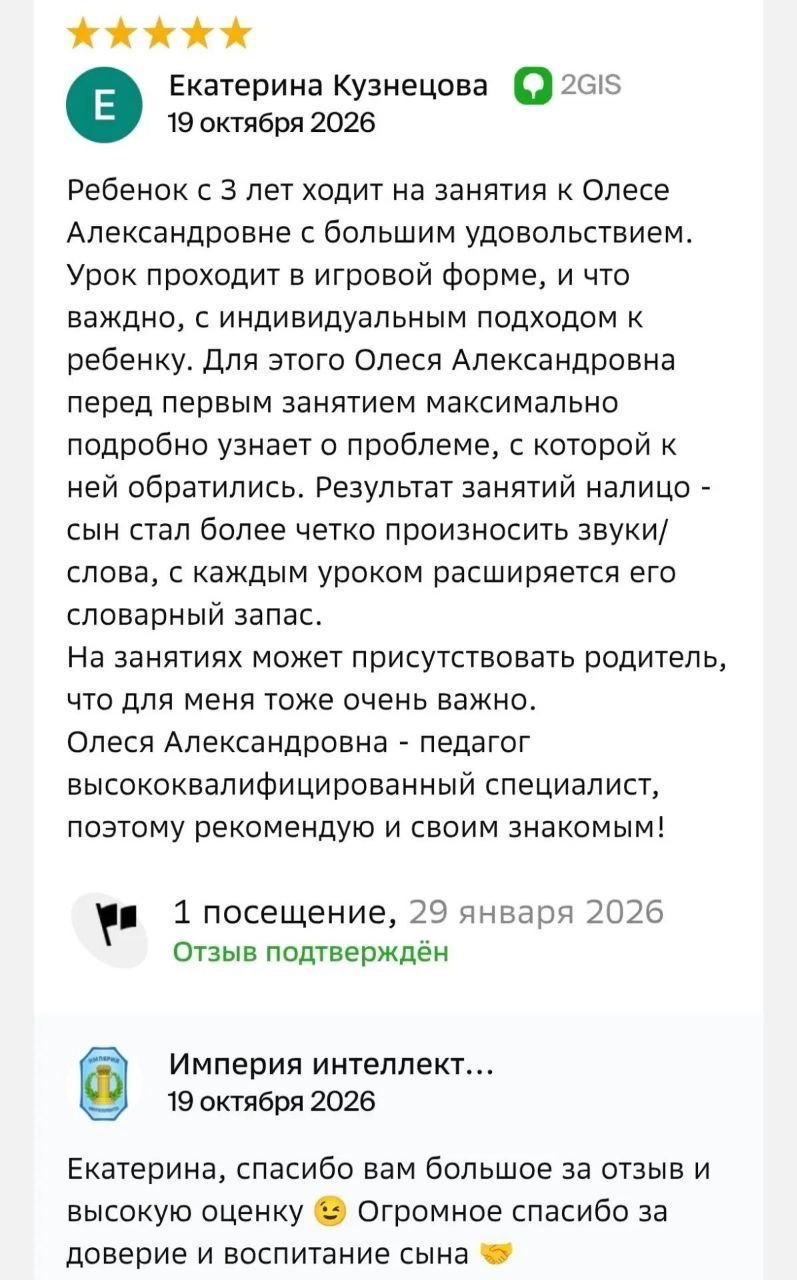 Екатерина Кузнецова 2GIS
E
19 октября 2026
Ребенок с 3 лет ходит на занятия к Олесе
Александровне с большим удовольствием.
Урок проходит в игровой форме, и что
важдно, с индивидуальным подходом к
ребенку. Для этого Олеся Александровна
перед первым занятием максимально
подробно узнает о проблеме, с которой к
ней обратились. Результат занятий налицо -
сын стал более четко произносить звуки/
слова, с каждым уроком расширяется его
словарный запас.
На занятиях может присутствовать родитель,
что для меня тоже очень важно.
Олеся Александровна - педагог
высококвалифицированный специалист,
поэтому рекомендую и своим знакомым!
1 посещение, 29 января 2026
Отзыв подтверждён
ИМПЕРИЯ
ИНТЕЛЛЕКТА
Империя интеллект...
19 октября 2026
Екатерина, спасибо вам большое за отзыв и
высокую оценку 😉 Огромное спасибо за
доверие и воспитание сына 🤝